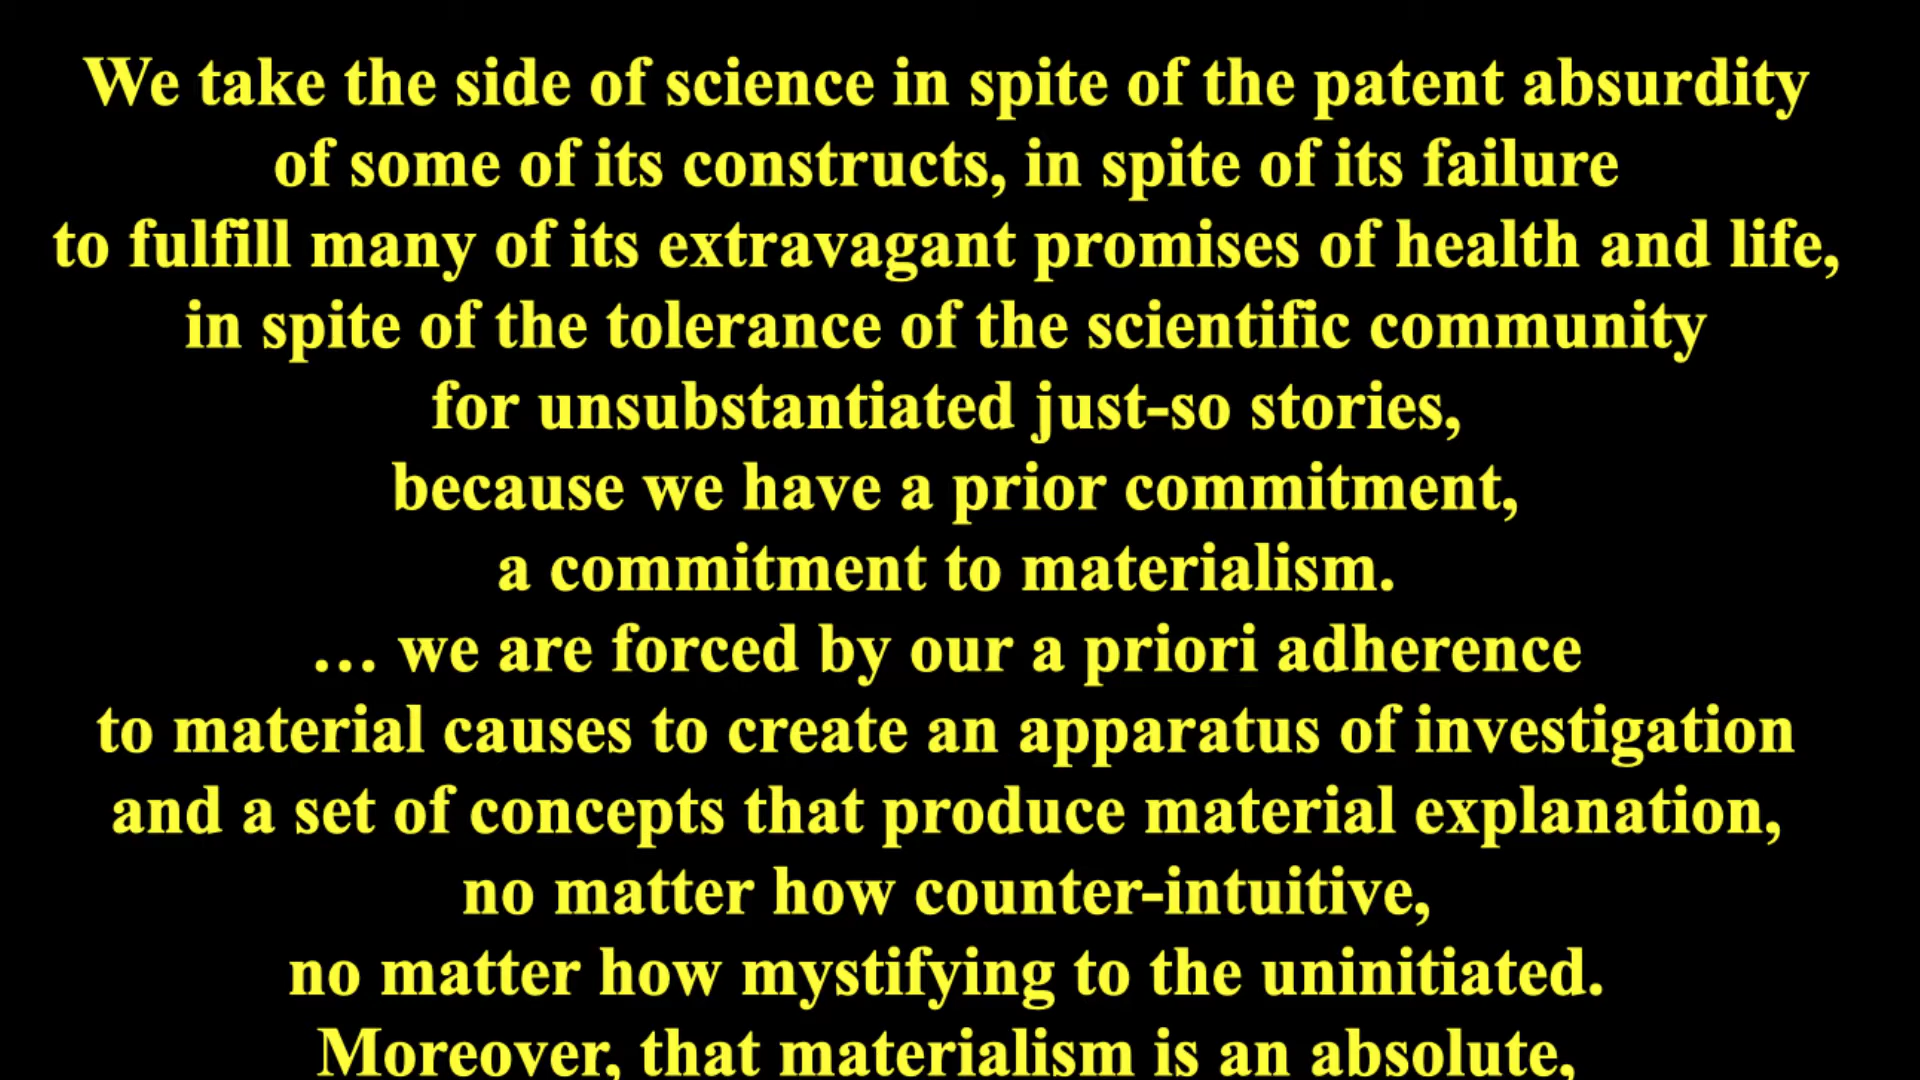 We take the side of science in spite of the patent absurdity
of some of its constructs, in spite of its failure
to fulfill many of its extravagant promises of health and life,
in spite of the tolerance of the scientific community
for unsubstantiated just-so stories,
because we have a prior commitment,
a commitment to materialism.
… we are forced by our a priori adherence
to material causes to create an apparatus of investigation
and a set of concepts that produce material explanation,
no matter how counter-intuitive,
no matter how mystifying to the uninitiated.
Moreover, that materialism is an absolute,